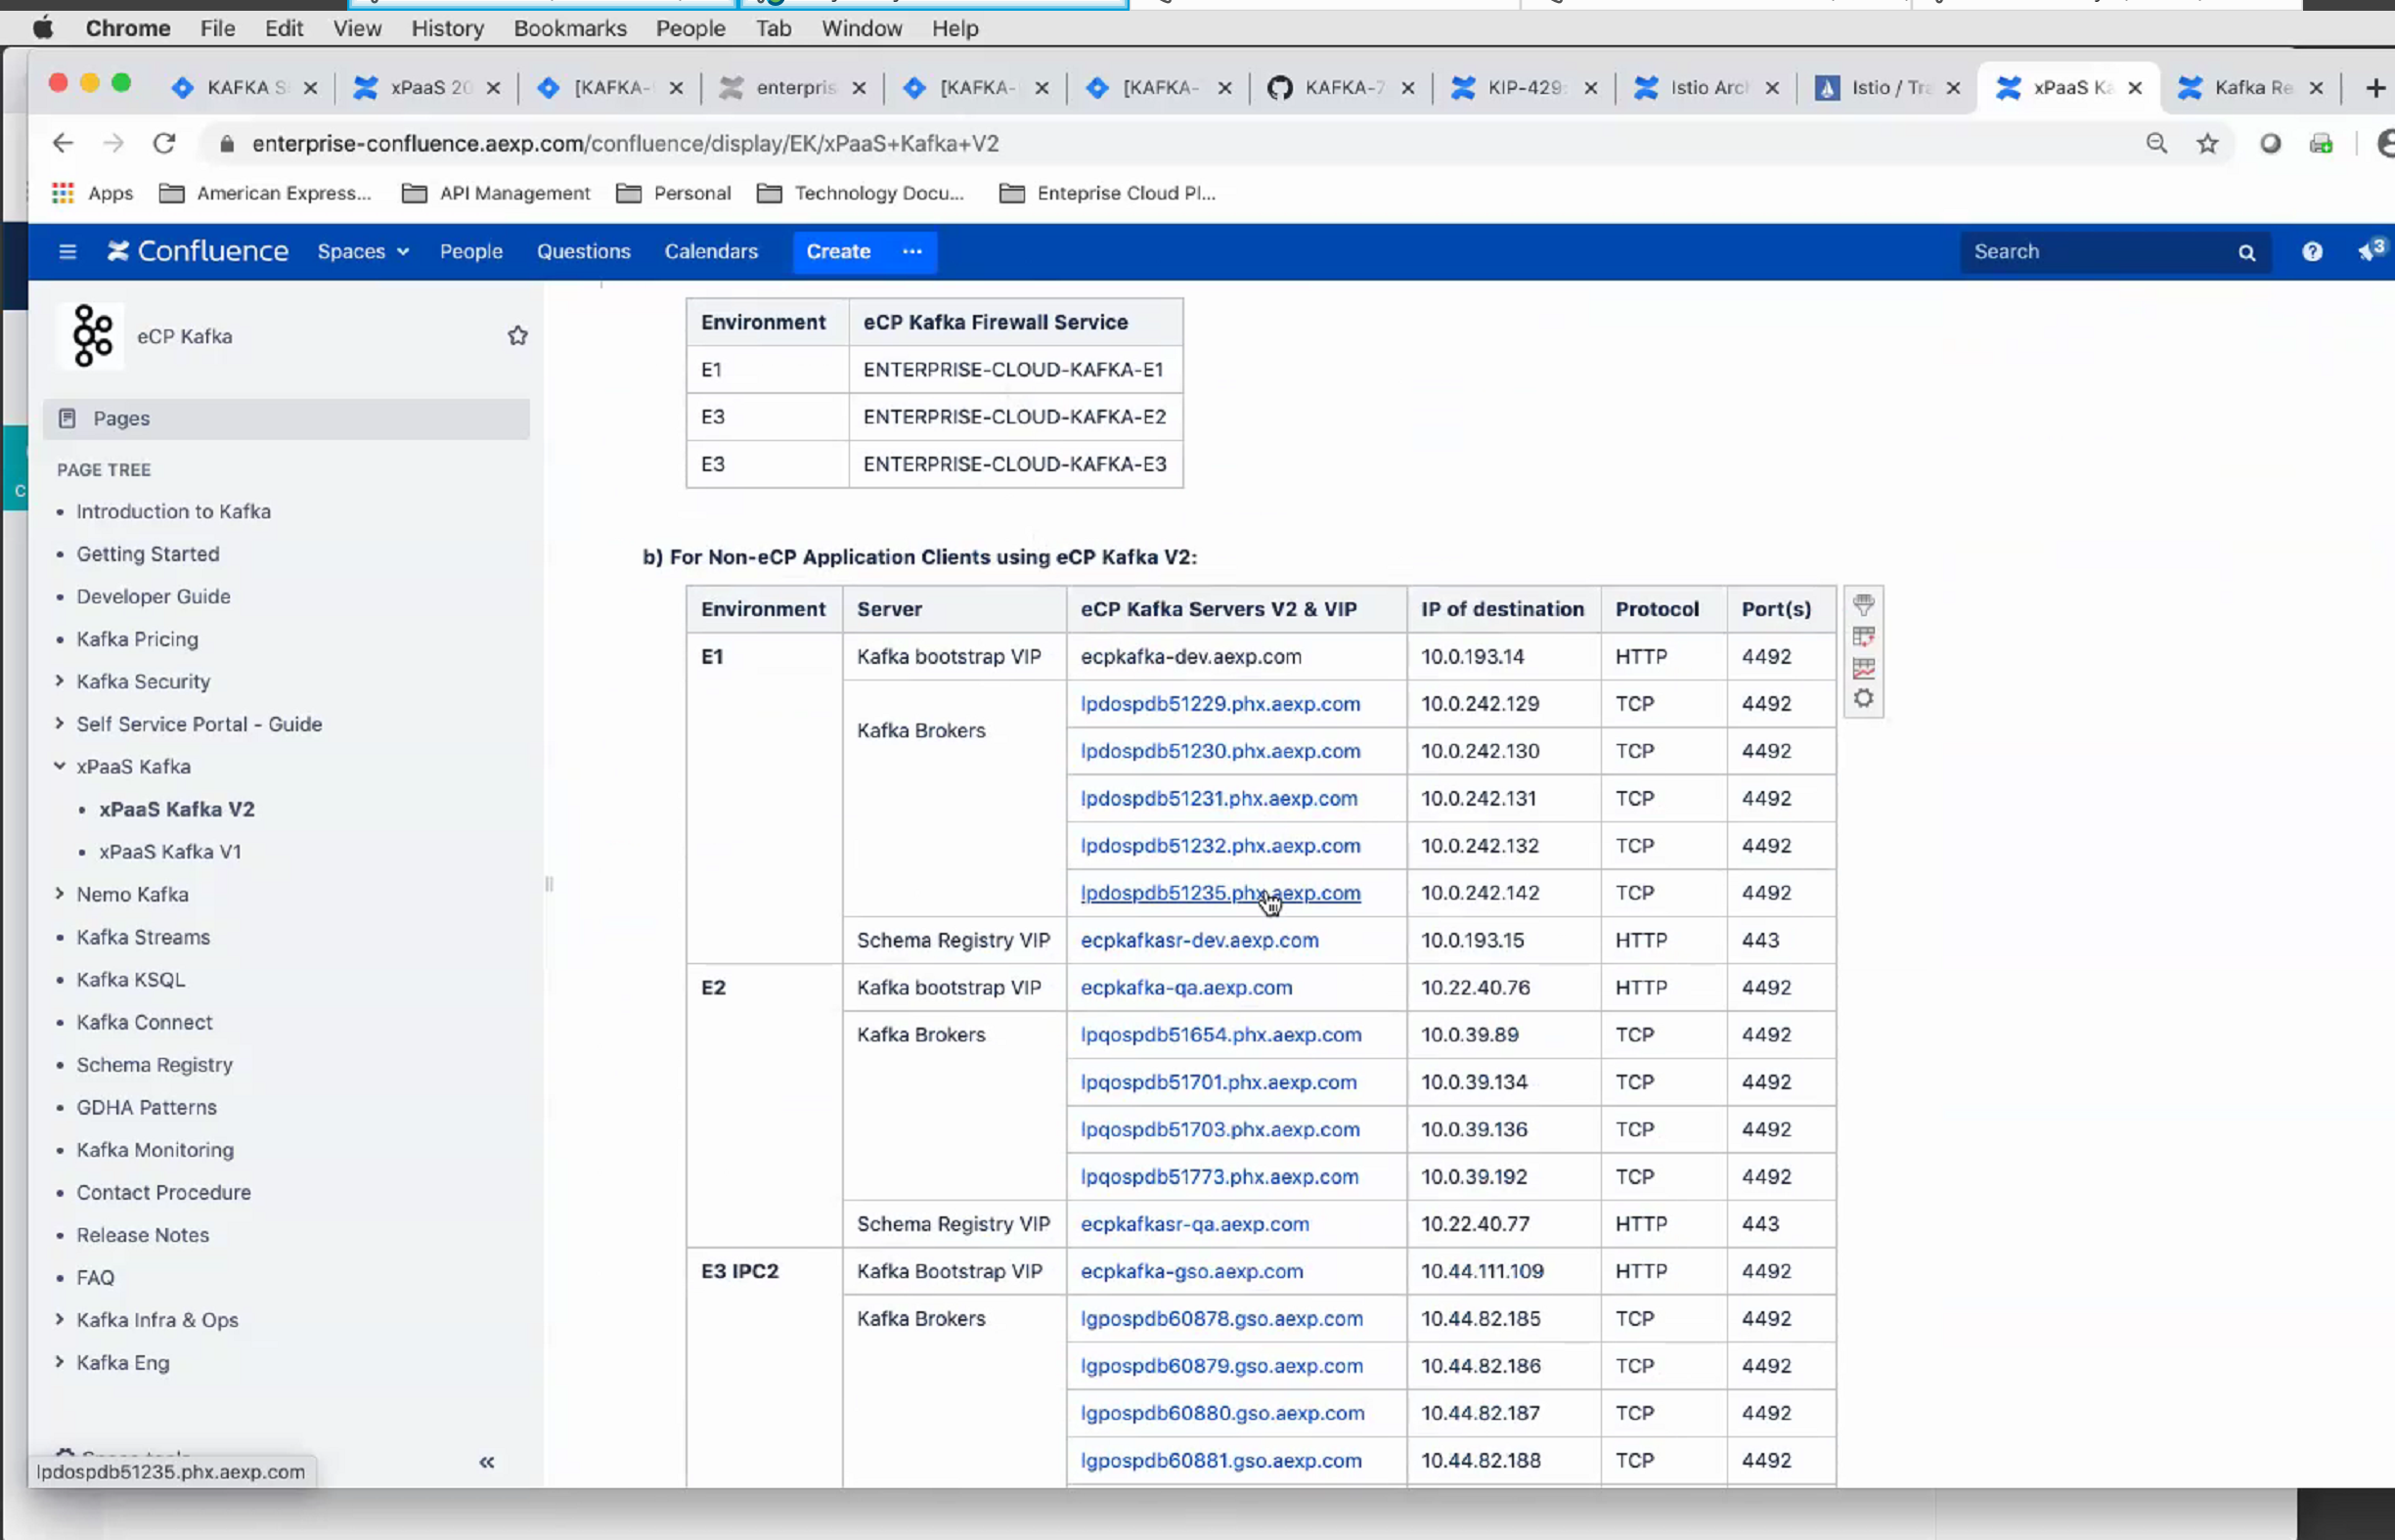 Chrome File Edit View History Bookmarks People Tab Window Help
KAFKA S xPaaS 20 [KAFKA- enterpris [KAFKA- [KAFKA- KAFKA-7 KIP-429: Istio Arc Istio / Tra xPaaS Ka Kafka Re
enterprise-confluence.aexp.com/confluence/display/EK/xPaaS+Kafka+V2
Apps American Express... API Management Personal Technology Docu... Enteprise Cloud Pl...
Confluence Spaces People Questions Calendars Create ... Search 3
eCP Kafka
Pages
PAGE TREE
Introduction to Kafka
Getting Started
Developer Guide
Kafka Pricing
Kafka Security
Self Service Portal - Guide
xPaaS Kafka
xPaaS Kafka V2
xPaaS Kafka V1
Nemo Kafka
Kafka Streams
Kafka KSQL
Kafka Connect
Schema Registry
GDHA Patterns
Kafka Monitoring
Contact Procedure
Release Notes
FAQ
Kafka Infra & Ops
Kafka Eng
lpdospdb51235.phx.aexp.com
Environment eCP Kafka Firewall Service
E1 ENTERPRISE-CLOUD-KAFKA-E1
E3 ENTERPRISE-CLOUD-KAFKA-E2
E3 ENTERPRISE-CLOUD-KAFKA-E3
b) For Non-eCP Application Clients using eCP Kafka V2:
Environment Server eCP Kafka Servers V2 & VIP IP of destination Protocol Port(s)
E1 Kafka bootstrap VIP ecpkafka-dev.aexp.com 10.0.193.14 HTTP 4492
Kafka Brokers lpdospdb51229.phx.aexp.com 10.0.242.129 TCP 4492
lpdospdb51230.phx.aexp.com 10.0.242.130 TCP 4492
lpdospdb51231.phx.aexp.com 10.0.242.131 TCP 4492
lpdospdb51232.phx.aexp.com 10.0.242.132 TCP 4492
lpdospdb51235.phx.aexp.com 10.0.242.142 TCP 4492
Schema Registry VIP ecpkafkasr-dev.aexp.com 10.0.193.15 HTTP 443
E2 Kafka bootstrap VIP ecpkafka-qa.aexp.com 10.22.40.76 HTTP 4492
Kafka Brokers lpqospdb51654.phx.aexp.com 10.0.39.89 TCP 4492
lpqospdb51701.phx.aexp.com 10.0.39.134 TCP 4492
lpqospdb51703.phx.aexp.com 10.0.39.136 TCP 4492
lpqospdb51773.phx.aexp.com 10.0.39.192 TCP 4492
Schema Registry VIP ecpkafkasr-qa.aexp.com 10.22.40.77 HTTP 443
E3 IPC2 Kafka Bootstrap VIP ecpkafka-gso.aexp.com 10.44.111.109 HTTP 4492
Kafka Brokers lgpospdb60878.gso.aexp.com 10.44.82.185 TCP 4492
lgpospdb60879.gso.aexp.com 10.44.82.186 TCP 4492
lgpospdb60880.gso.aexp.com 10.44.82.187 TCP 4492
lgpospdb60881.gso.aexp.com 10.44.82.188 TCP 4492